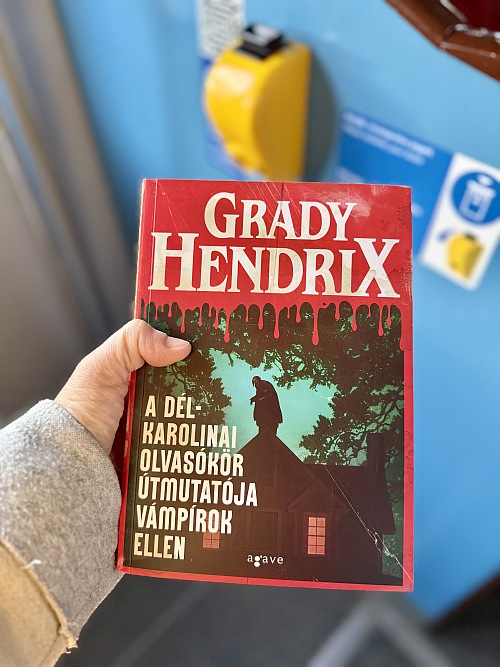 GRADY
HENDRIX
A DÉL-
KAROLINAI
OLVASÓKÖR
ÚTMUTATÓJA
VÁMPÍROK
ELLEN
agave